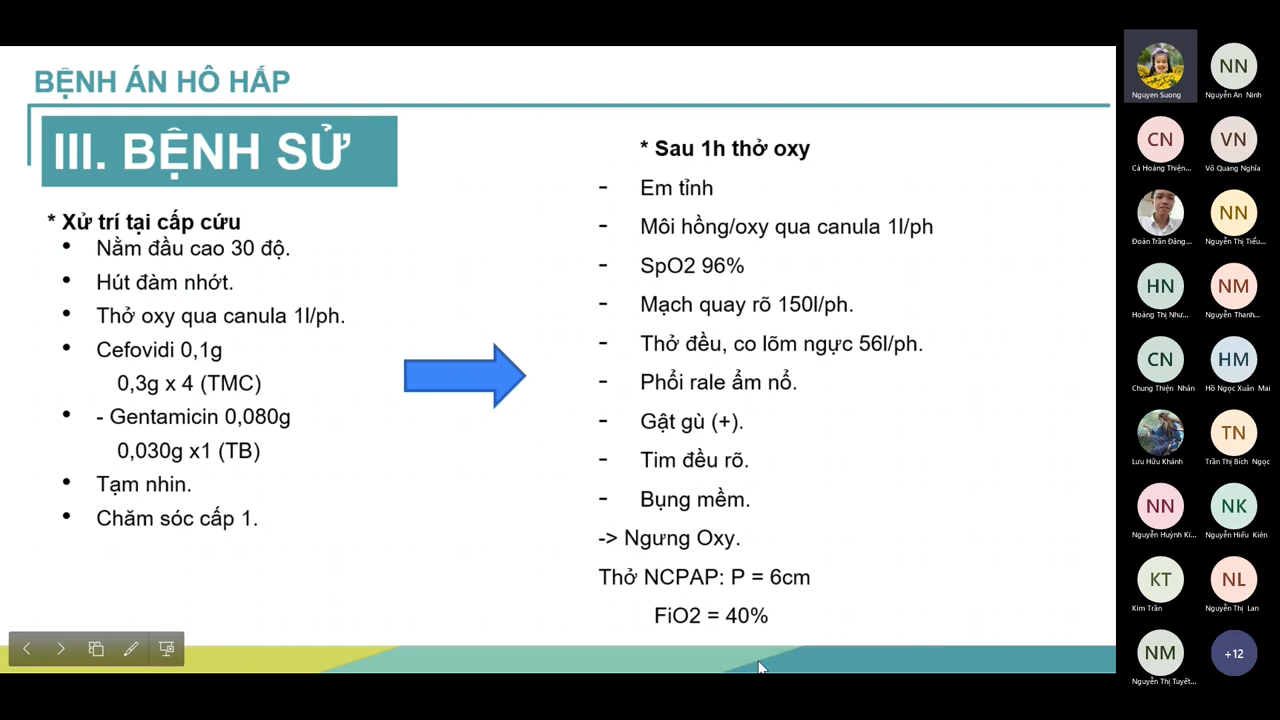 BỆNH ÁN HÔ HẤP
III. BỆNH SỬ
* Xử trí tại cấp cứu
• Nằm đầu cao 30 độ.
• Hút đàm nhớt.
• Thở oxy qua canula 1l/ph.
• Cefovidi 0,1g
0,3g x 4 (TMC)
• - Gentamicin 0,080g
0,030g x1 (TB)
• Tạm nhin.
• Chăm sóc cấp 1.
* Sau 1h thở oxy
- Em tỉnh
- Môi hồng/oxy qua canula 1l/ph
- SpO2 96%
- Mạch quay rõ 150l/ph.
- Thở đều, co lõm ngực 56l/ph.
- Phổi rale ẩm nổ.
- Gật gù (+).
- Tim đều rõ.
- Bụng mềm.
-> Ngưng Oxy.
Thở NCPAP: P = 6cm
FiO2 = 40%
Nguyen Suong
NN
Nguyễn An Ninh
CN
Cà Hoàng Thiện...
VN
Võ Quang Nghĩa
Đoàn Trần Đăng...
NN
Nguyễn Thị Tiểu...
HN
Hoàng Thị Như...
NM
Nguyễn Thanh...
CN
Chung Thiện Nhân
HM
Hồ Ngọc Xuân Mai
Lưu Hữu Khánh
TN
Trần Thị Bích Ngọc
NN
Nguyễn Huỳnh Ki...
NK
Nguyễn Hiếu Kiên
KT
Kim Trân
NL
Nguyễn Thị Lan
NM
Nguyễn Thị Tuyết...
+12